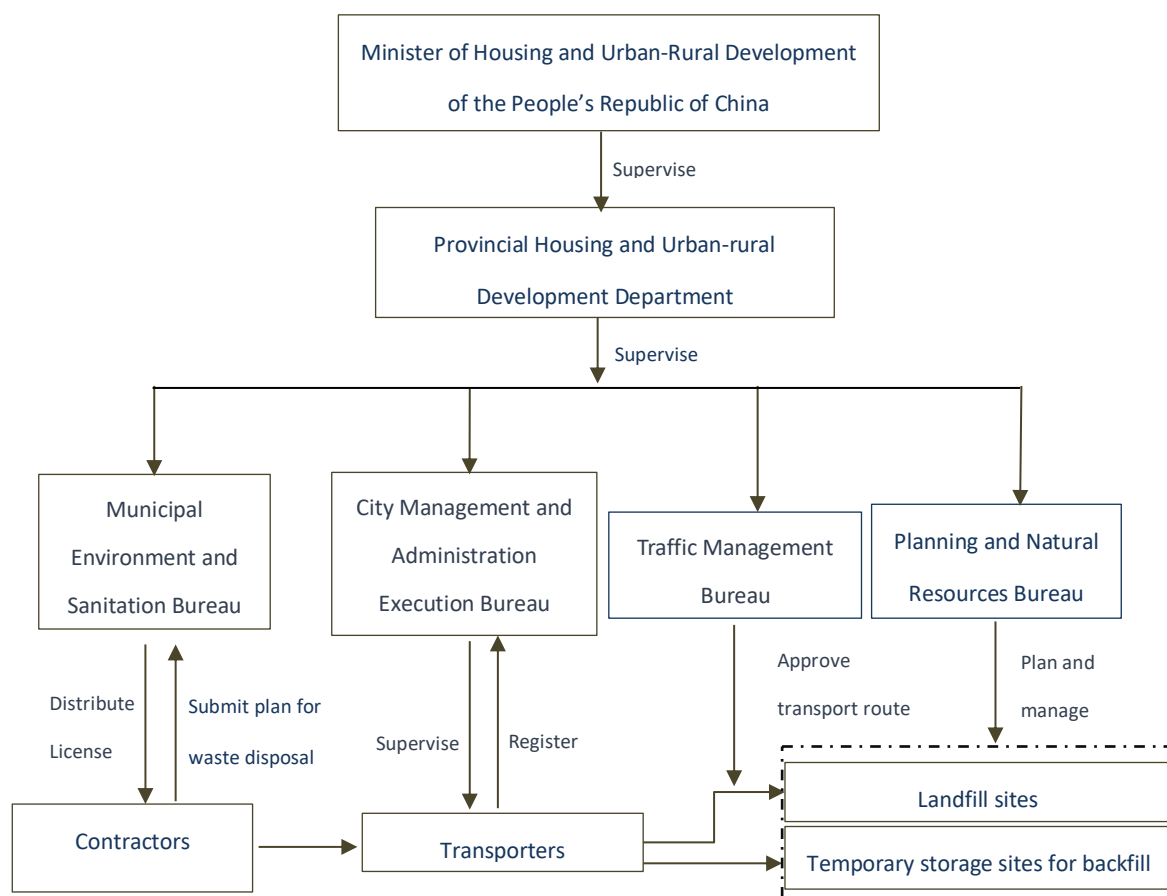 Minister of Housing and Urban-Rural Development
of the People's Republic of China
Supervise
Provincial Housing and Urban-rural
Development Department
Supervise
Municipal
Environment and
Sanitation Bureau
City Management and
Administration
Execution Bureau
Traffic Management
Bureau
Planning and Natural
Resources Bureau
Distribute
License
Submit plan for
waste disposal
Supervise
Register
Approve
transport route
Plan and
manage
Contractors
Transporters
Landfill sites
Temporary storage sites for backfill